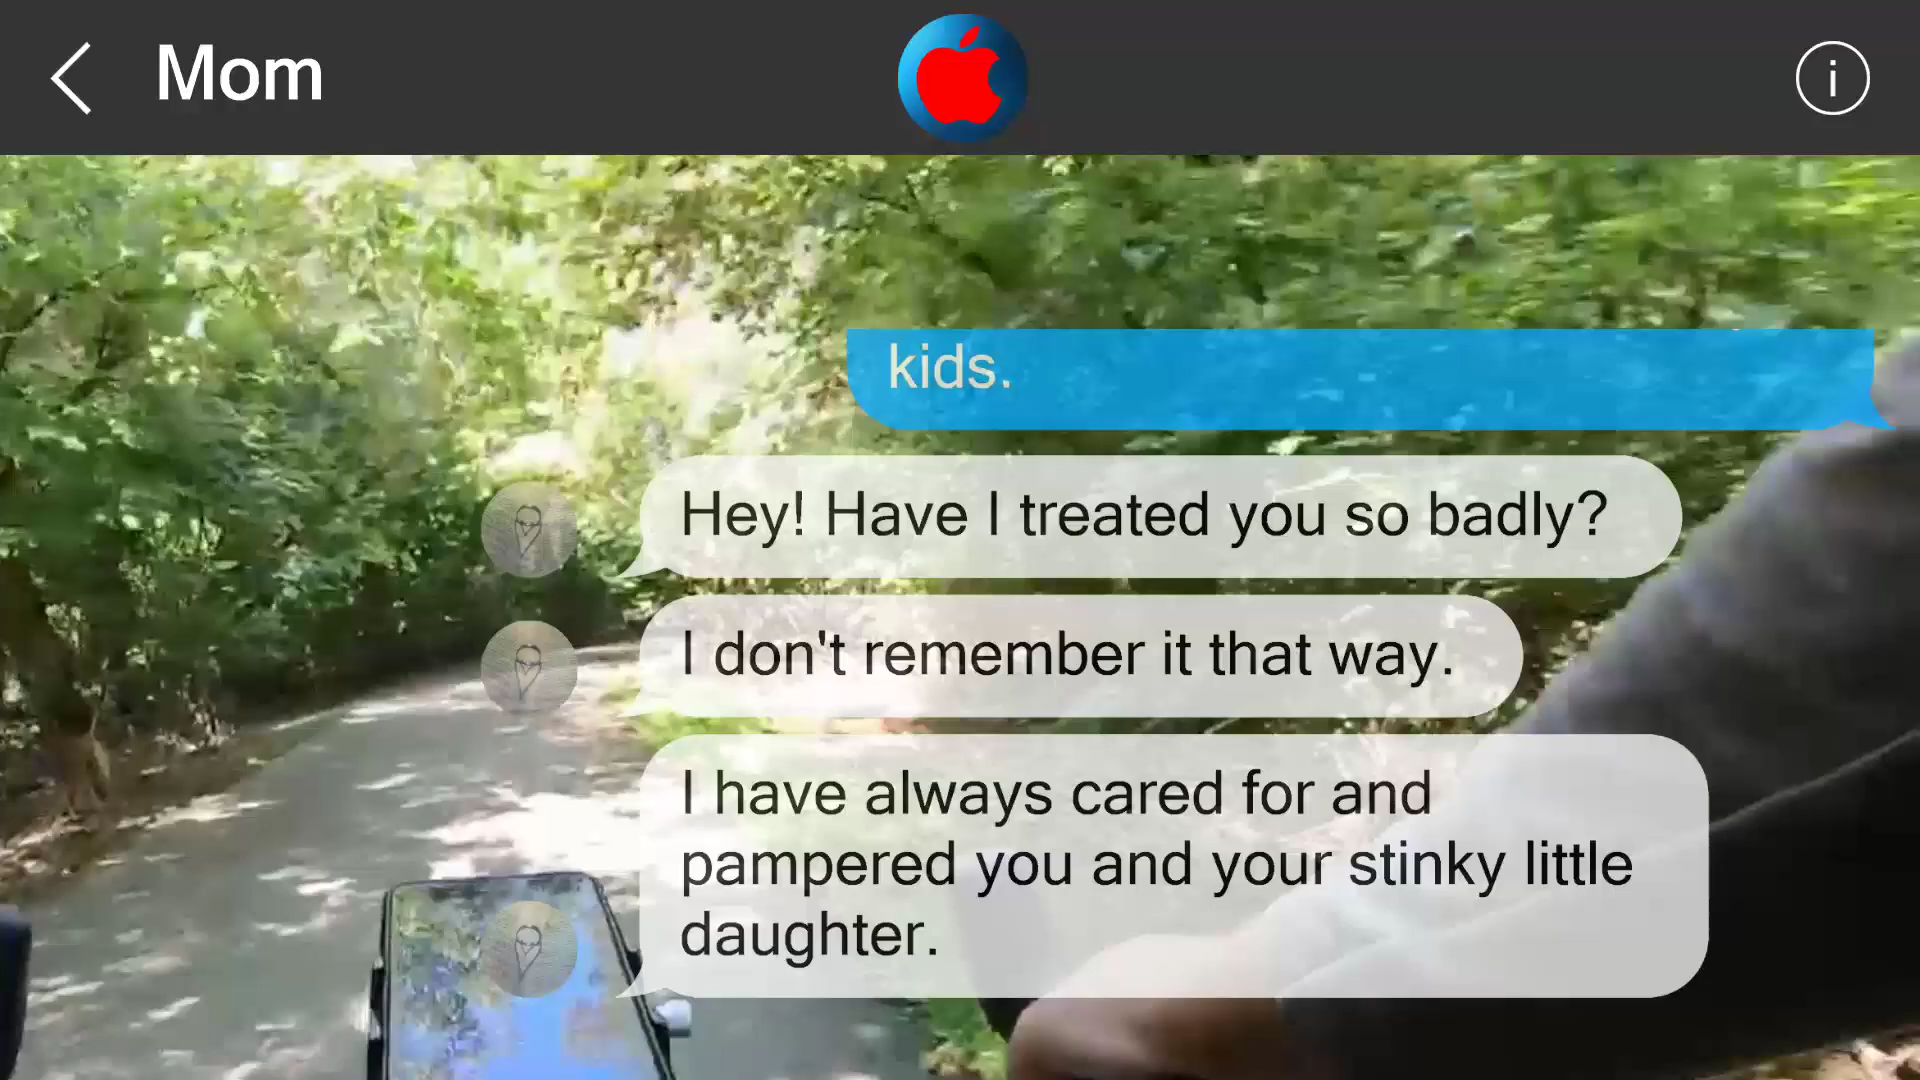 Mom
i
kids.
Hey! Have I treated you so badly?
I don't remember it that way.
I have always cared for and
pampered you and your stinky little
daughter.